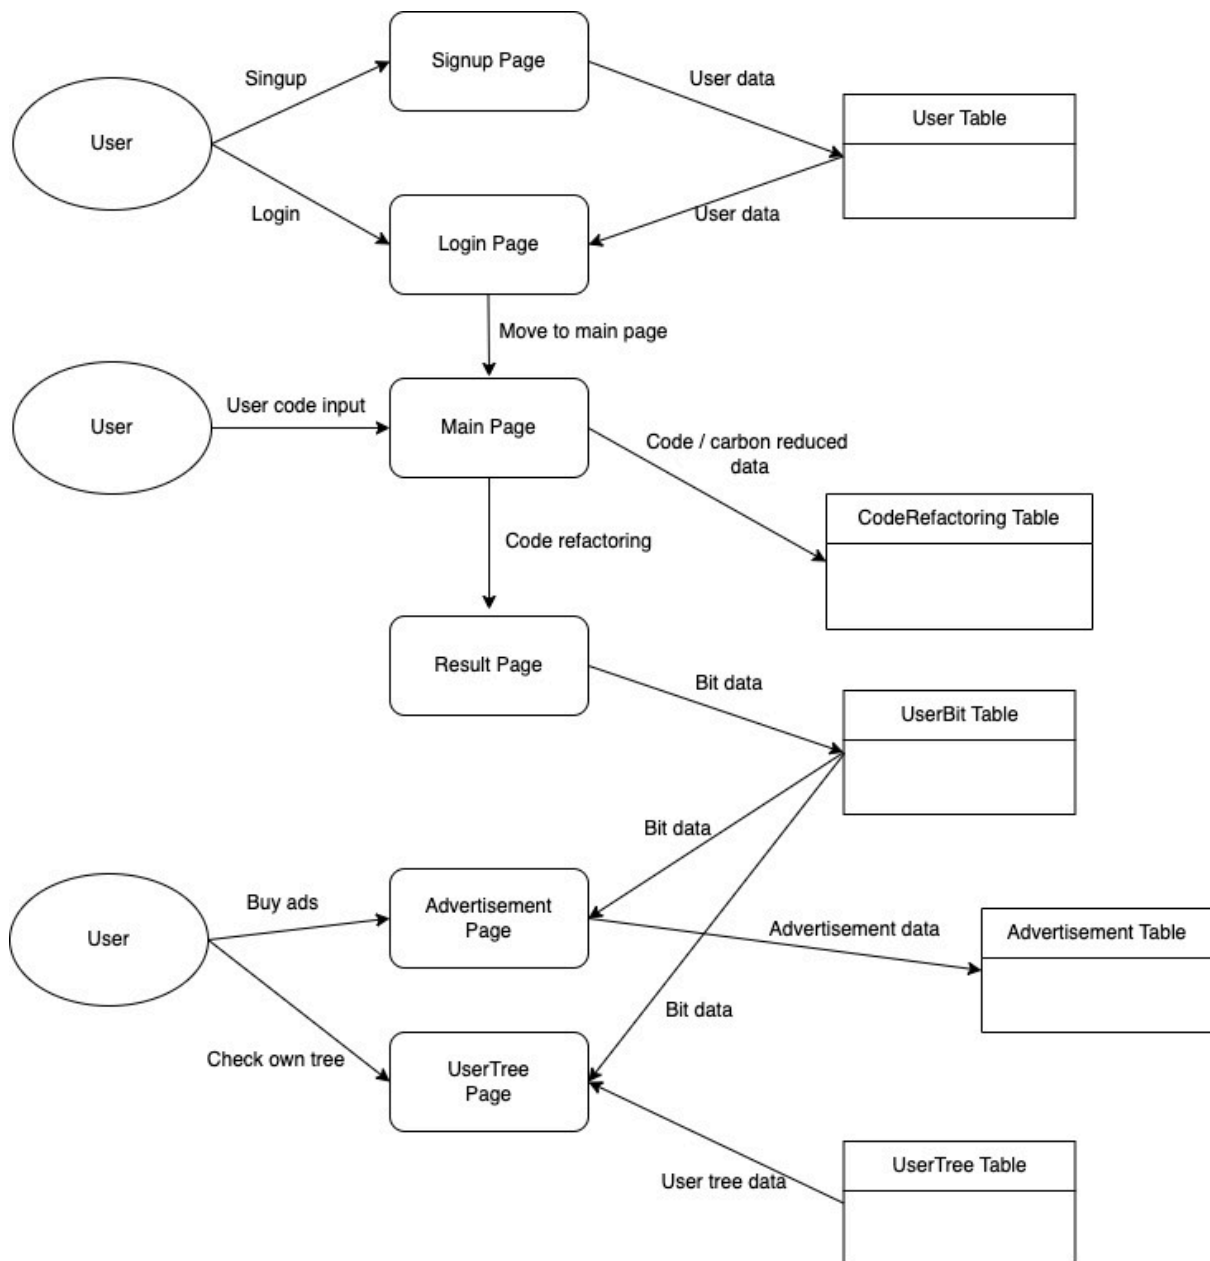 Signup Page
Singup
User data
User Table
User
Login
User data
Login Page
Move to main page
User code input
User
Main Page
Code / carbon reduced
data
CodeRefactoring Table
Code refactoring
Result Page
Bit data
UserBit Table
Bit data
Buy ads
Advertisement
Page
Advertisement data
Advertisement Table
User
Bit data
Check own tree
UserTree
Page
UserTree Table
User tree data